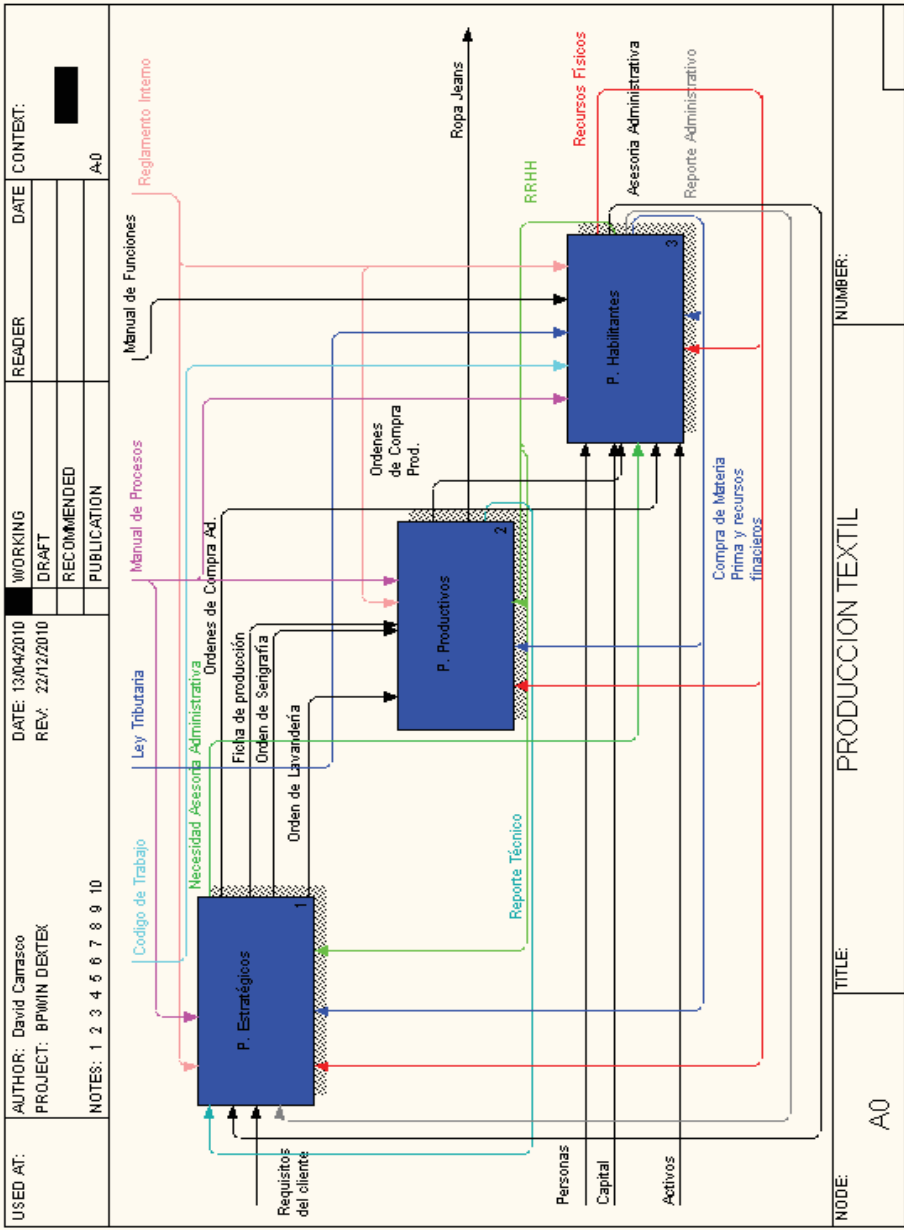 USED AT:
AUTHOR: David Carrasco
PROJECT: BPWIN DEXTEX
NOTES: 1 2 3 4 5 6 7 8 9 10
DATE: 13/04/2010
REV: 22/12/2010
WORKING
DRAFT
RECOMMENDED
PUBLICATION
READER
DATE
CONTEXT:
A-0
Codigo de Trabajo
Ley Tributaria
Manual de Procesos
Manual de Funciones
Reglamento Interno
Necesidad Asesoria Administrativa
Ordenes de Compra Ad.
Ficha de producción
Orden de Serigrafía
Orden de Lavandería
P. Estratégicos
1
Requisitos
del cliente
Ordenes
de Compra
Prod.
Ropa Jeans
P. Productivos
2
Reporte Técnico
RRHH
P. Habilitantes
3
Recursos Físicos
Asesoria Administrativa
Reporte Administrativo
Personas
Capital
Activos
Compra de Materia
Prima y recursos
finacieros
NODE:
A0
TITLE:
PRODUCCION TEXTIL
NUMBER: